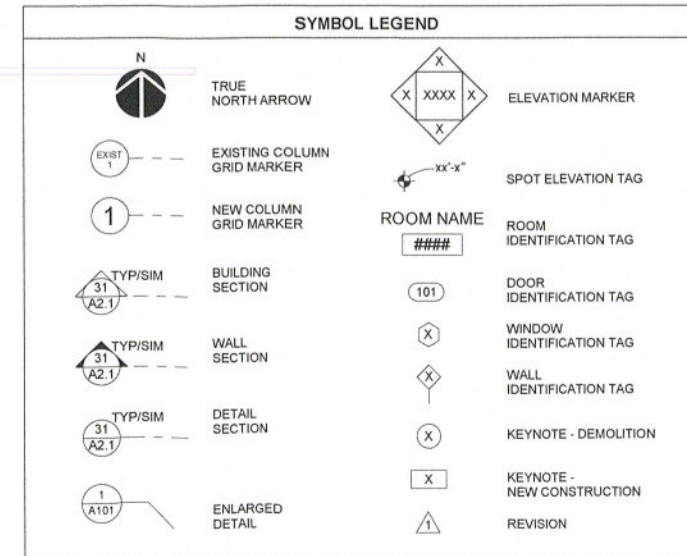 SYMBOL LEGEND
N
TRUE
NORTH ARROW
EXIST
1
EXISTING COLUMN
GRID MARKER
1
NEW COLUMN
GRID MARKER
TYP/SIM
31
A2.1
BUILDING
SECTION
TYP/SIM
31
A2.1
WALL
SECTION
TYP/SIM
31
A2.1
DETAIL
SECTION
1
A101
ENLARGED
DETAIL
X
X XXXX X
X
ELEVATION MARKER
xx'-x"
SPOT ELEVATION TAG
ROOM NAME
####
ROOM
IDENTIFICATION TAG
101
DOOR
IDENTIFICATION TAG
X
WINDOW
IDENTIFICATION TAG
X
WALL
IDENTIFICATION TAG
X
KEYNOTE - DEMOLITION
X
KEYNOTE -
NEW CONSTRUCTION
1
REVISION